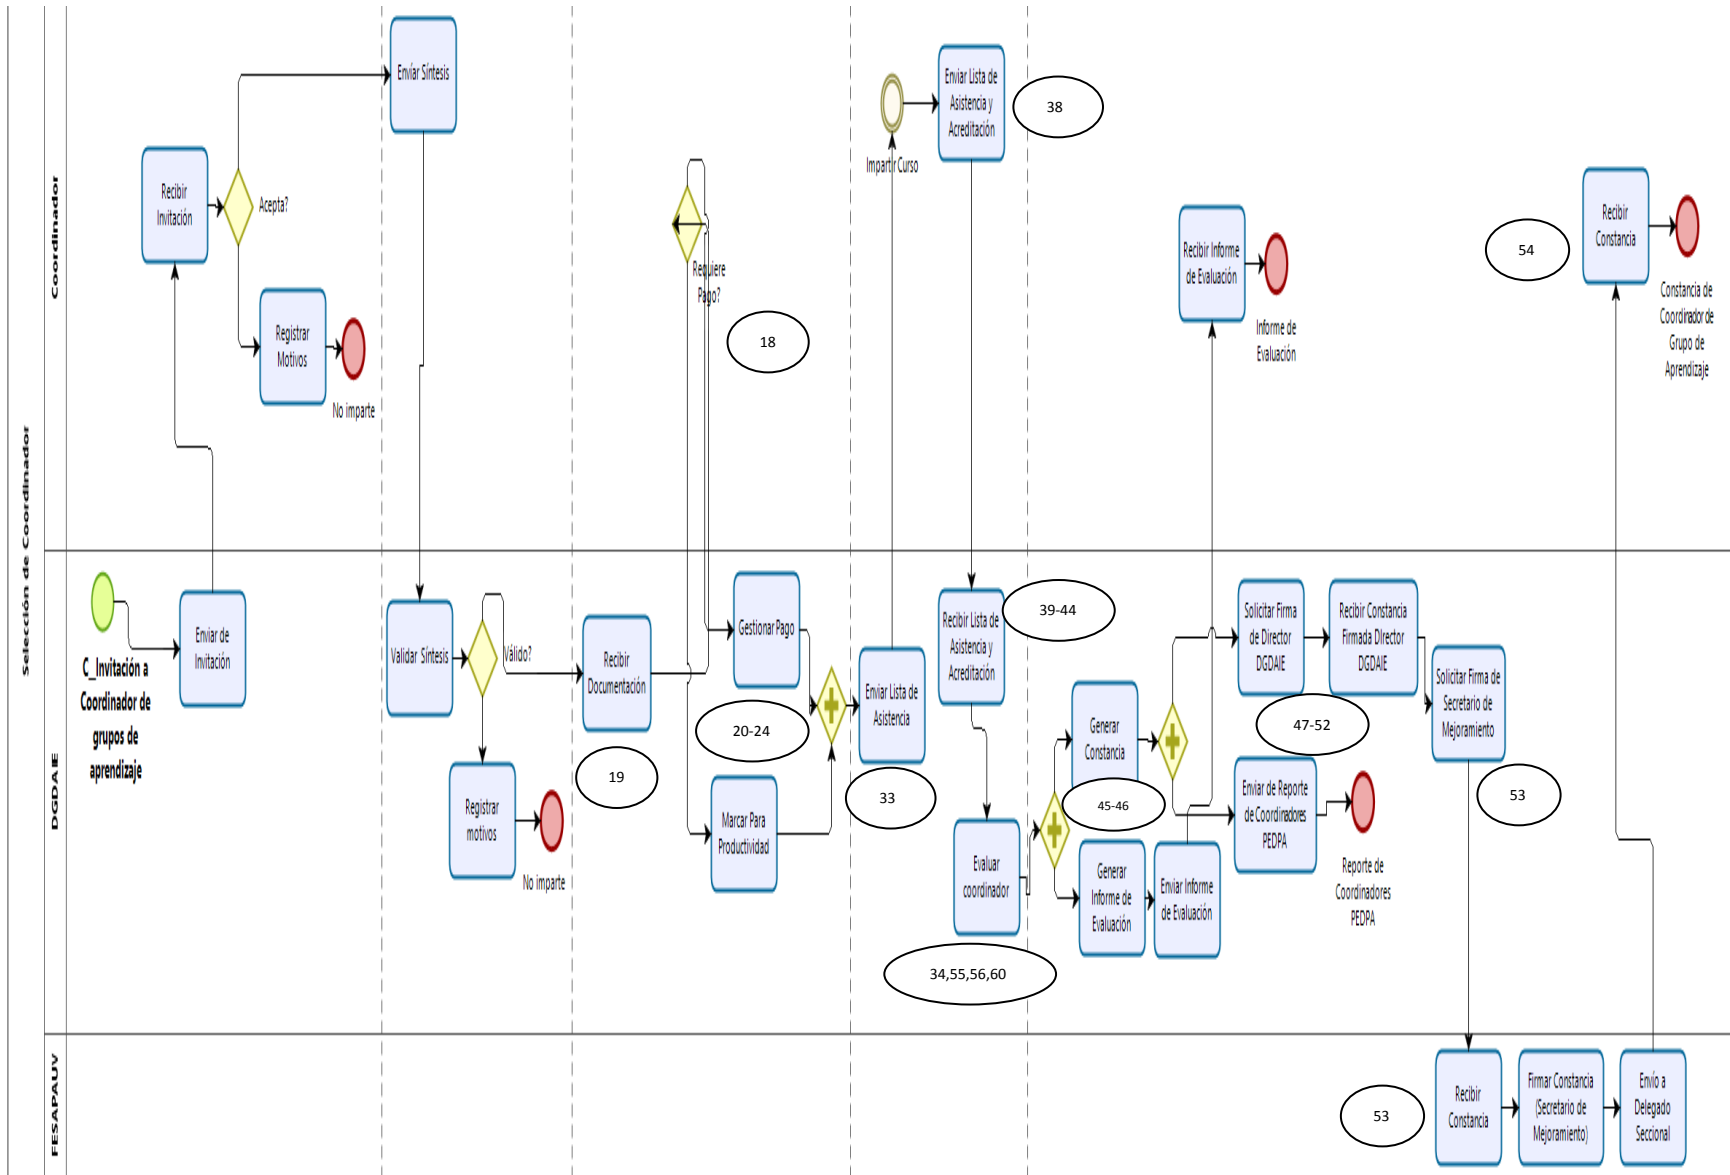 Selección de Coordinador
Coordinador
Recibir
Invitación
Acepta?
Registrar
Motivos
No imparte
Envíar Síntesis
Requiere
Pago?
18
Impartir Curso
Enviar Lista de
Asistencia y
Acreditación
38
Recibir Informe
de Evaluación
Informe de
Evaluación
54
Recibir
Constancia
Constancia de
Coordinador de
Grupo de
Aprendizaje
DGDAIE
C_Invitación a
Coordinador de
grupos de
aprendizaje
Enviar de
Invitación
Validar Síntesis
Válido?
Registrar
motivos
No imparte
Recibir
Documentación
19
Gestionar Pago
20-24
Marcar Para
Productividad
Enviar Lista de
Asistencia
33
Recibir Lista de
Asistencia y
Acreditación
39-44
Evaluar
coordinador
34,55,56,60
Generar
Constancia
45-46
Generar
Informe de
Evaluación
Enviar Informe
de Evaluación
Solicitar Firma
de Director
DGDAIE
Recibir Constancia
Firmada DIrector
DGDAIE
47-52
Enviar de Reporte
de Coordinadores
PEDPA
Reporte de
Coordinadores
PEDPA
Solicitar Firma de
Secretario de
Mejoramiento
53
FESAPAUV
53
Recibir
Constancia
Firmar Constancia
(Secretario de
Mejoramiento)
Envío a
Delegado
Seccional